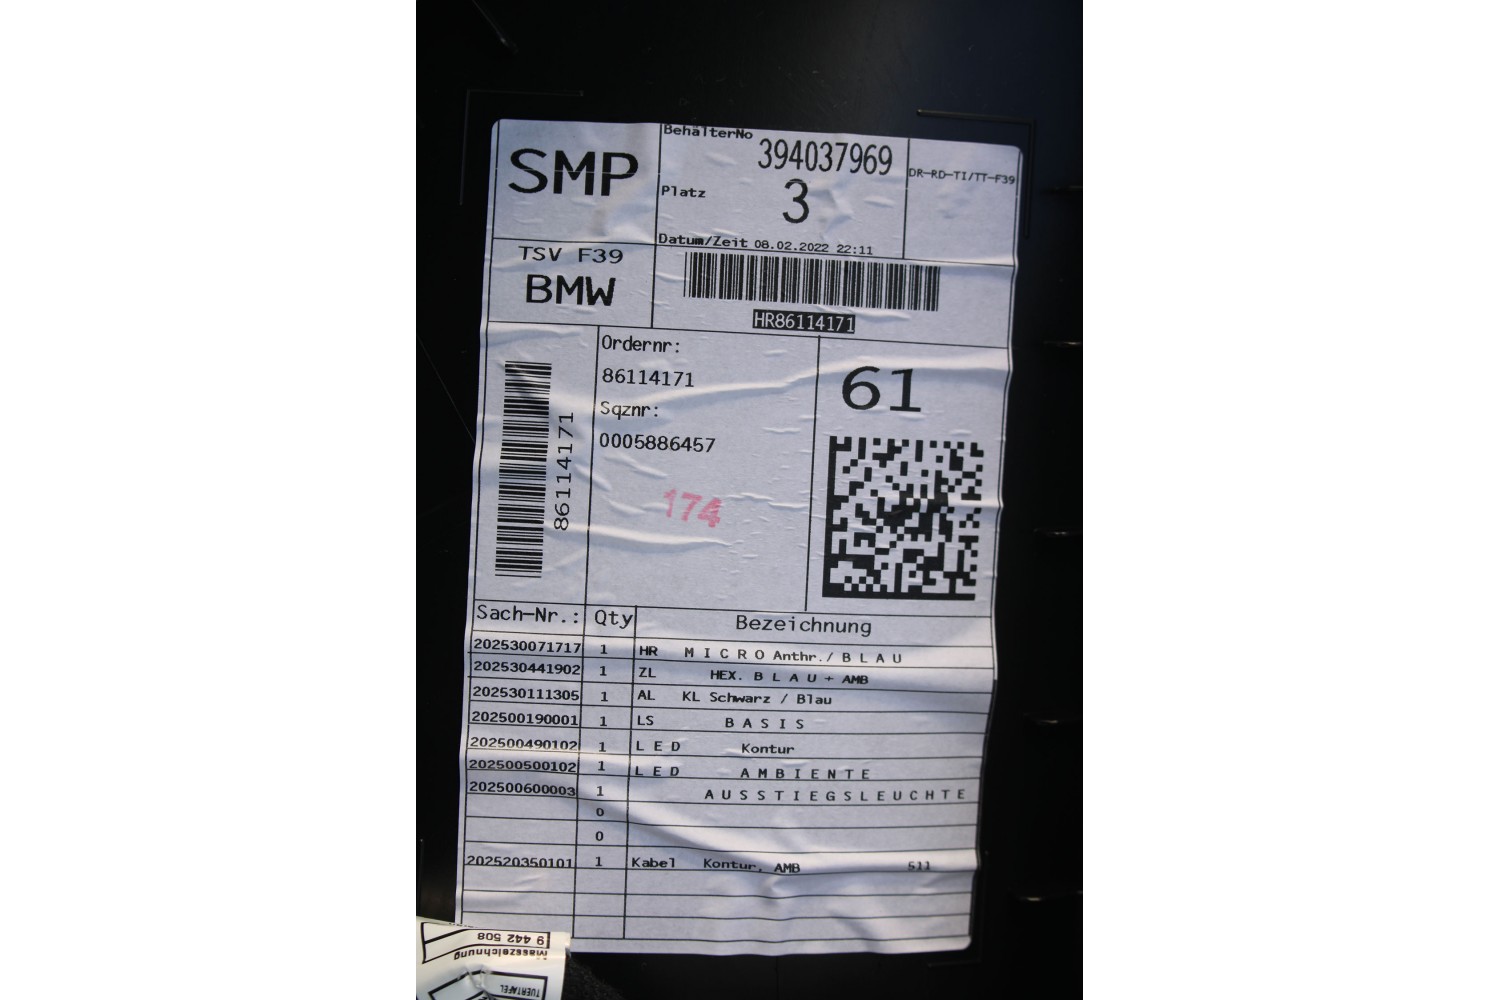 SMP
BehälterNo
394037969
DR-RD-TI/TT-F39
Platz
3
Datum/Zeit 08.02.2022 22:11
TSV F39
BMW
HR86114171
Ordernr:
86114171
Sqznr:
0005886457
61
86114171
174
Sach-Nr.: Qty Bezeichnung
202530071717 1 HR MICRO Anthr./BLAU
202530441902 1 ZL HEX. BLAU+ AMB
202530111305 1 AL KL Schwarz / Blau
202500190001 1 LS BASIS
202500490102 1 LED Kontur
202500500102 1 LED AMBIENTE
202500600003 1 AUSSTIEGSLEUCHTE
0
0
202520350101 1 Kabel Kontur, AMB 511
9 442 508
Masszeichnung
TUERTAFEL